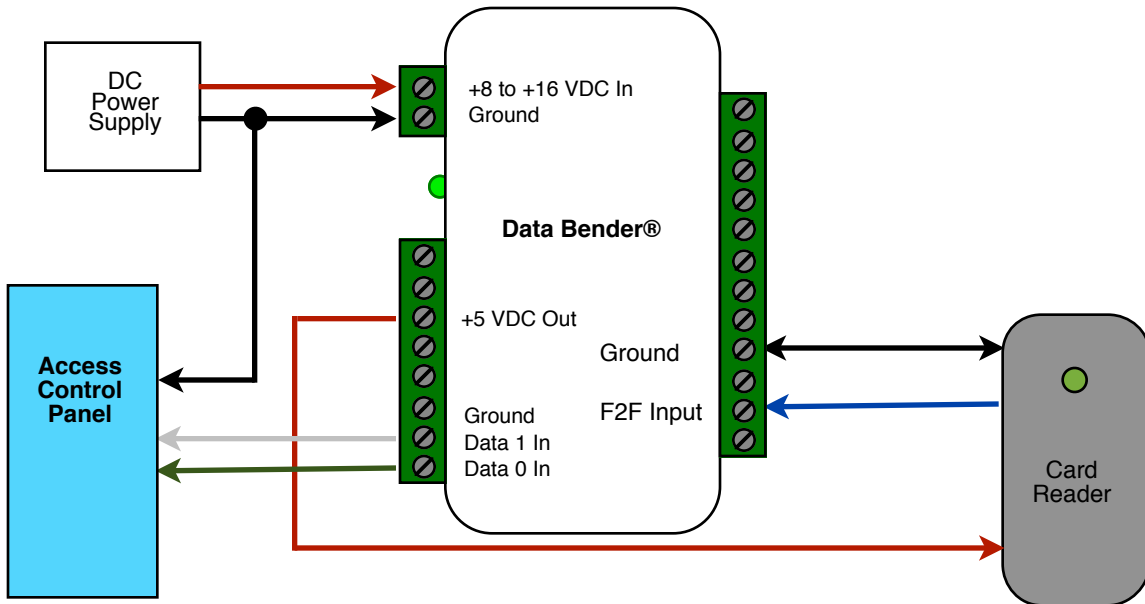 DC
Power
Supply
+8 to +16 VDC In
Ground
Data Bender®
+5 VDC Out
Ground
F2F Input
Access
Control
Panel
Ground
Data 1 In
Data 0 In
Card
Reader